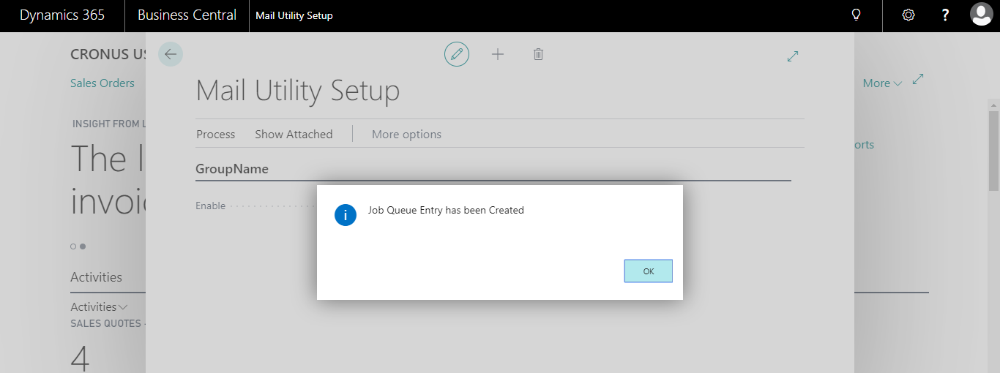 Dynamics 365 Business Central Mail Utility Setup ?
CRONUS US
Sales Orders
More
Mail Utility Setup
INSIGHT FROM L
Process Show Attached More options
orts
The l
invoic
GroupName
Enable
i Job Queue Entry has been Created
OK
Activities
Activities
SALES QUOTES -
4